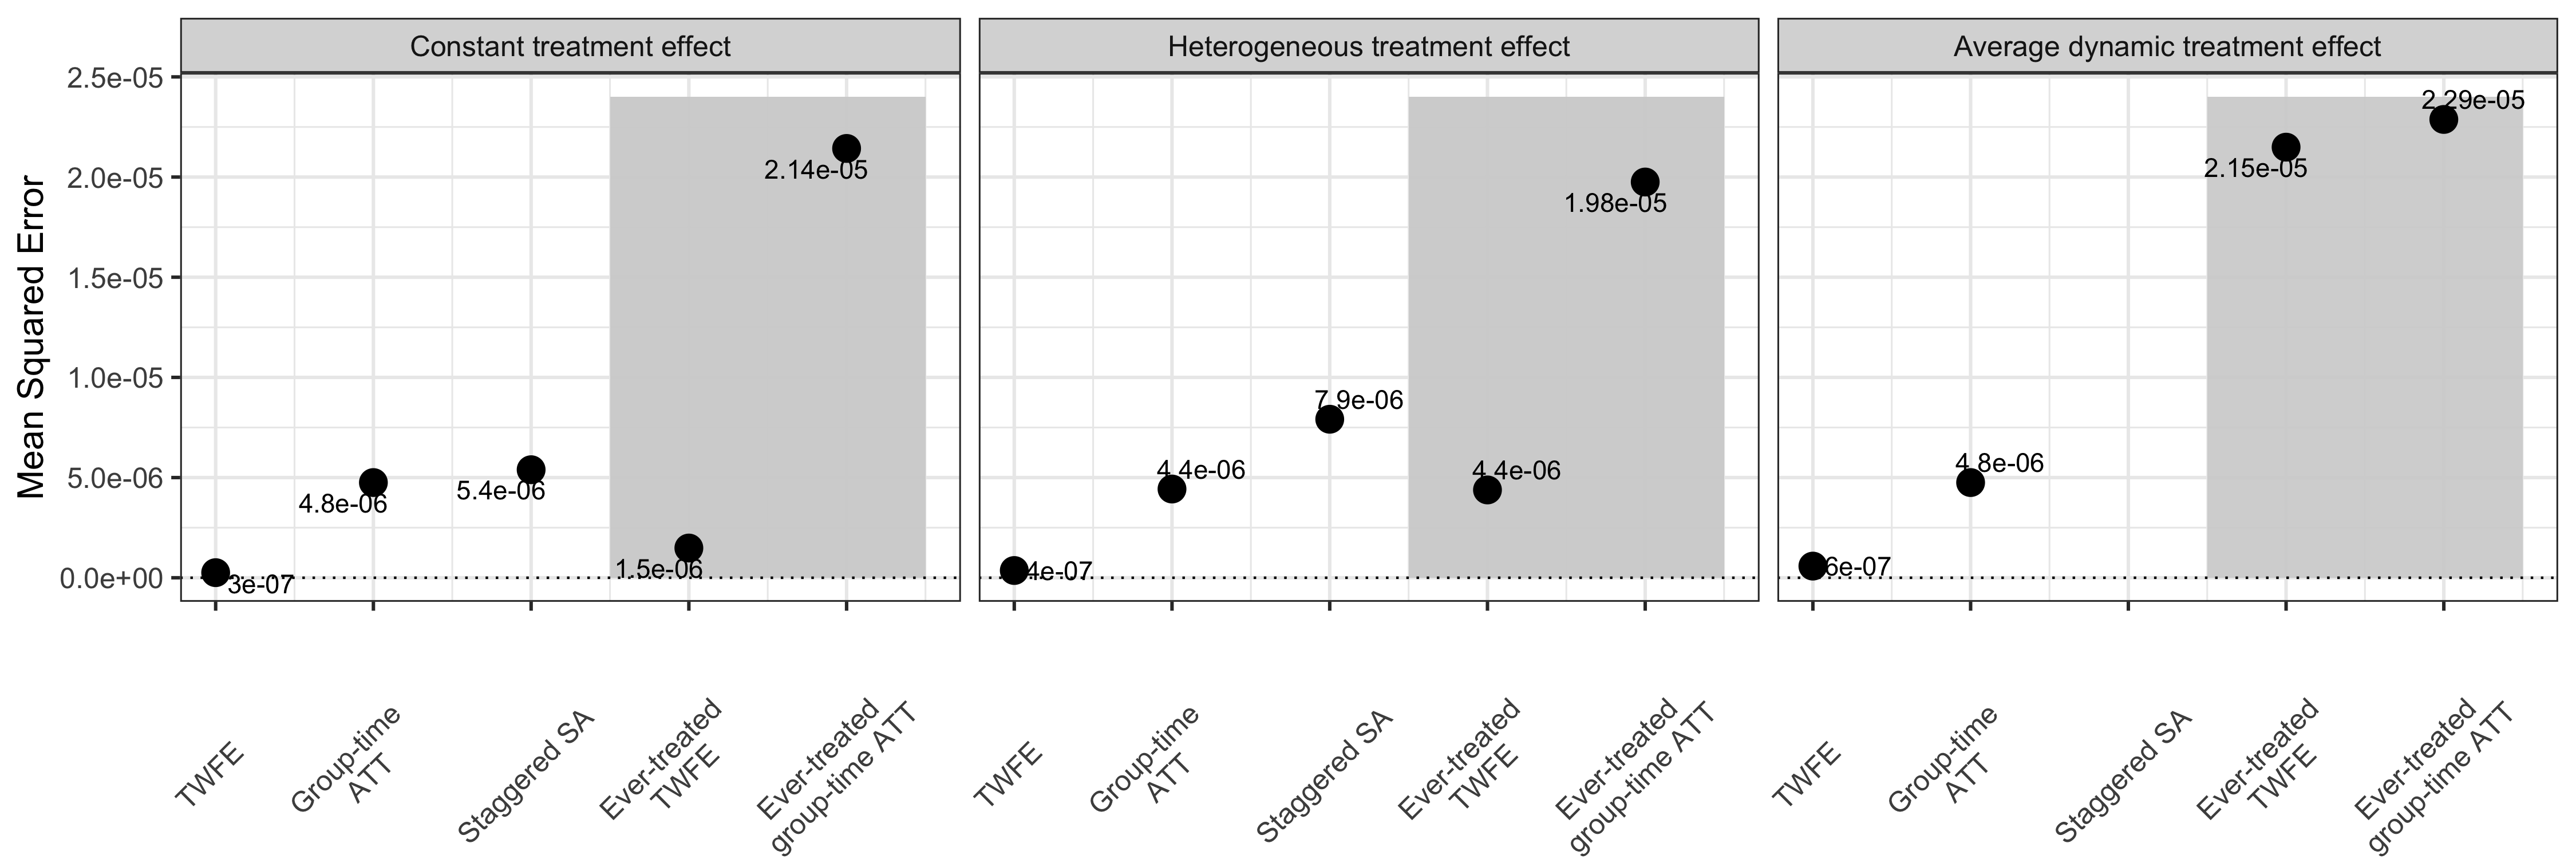 Constant treatment effect
Heterogeneous treatment effect
Average dynamic treatment effect
Mean Squared Error
2.5e-05
2.0e-05
1.5e-05
1.0e-05
5.0e-06
0.0e+00
3e-07
4.8e-06
5.4e-06
1.5e-06
2.14e-05
4e-07
4.4e-06
7.9e-06
4.4e-06
1.98e-05
6e-07
4.8e-06
2.15e-05
2.29e-05
TWFE
Group-time
ATT
Staggered SA
Ever-treated
TWFE
Ever-treated
group-time ATT
TWFE
Group-time
ATT
Staggered SA
Ever-treated
TWFE
Ever-treated
group-time ATT
TWFE
Group-time
ATT
Staggered SA
Ever-treated
TWFE
Ever-treated
group-time ATT